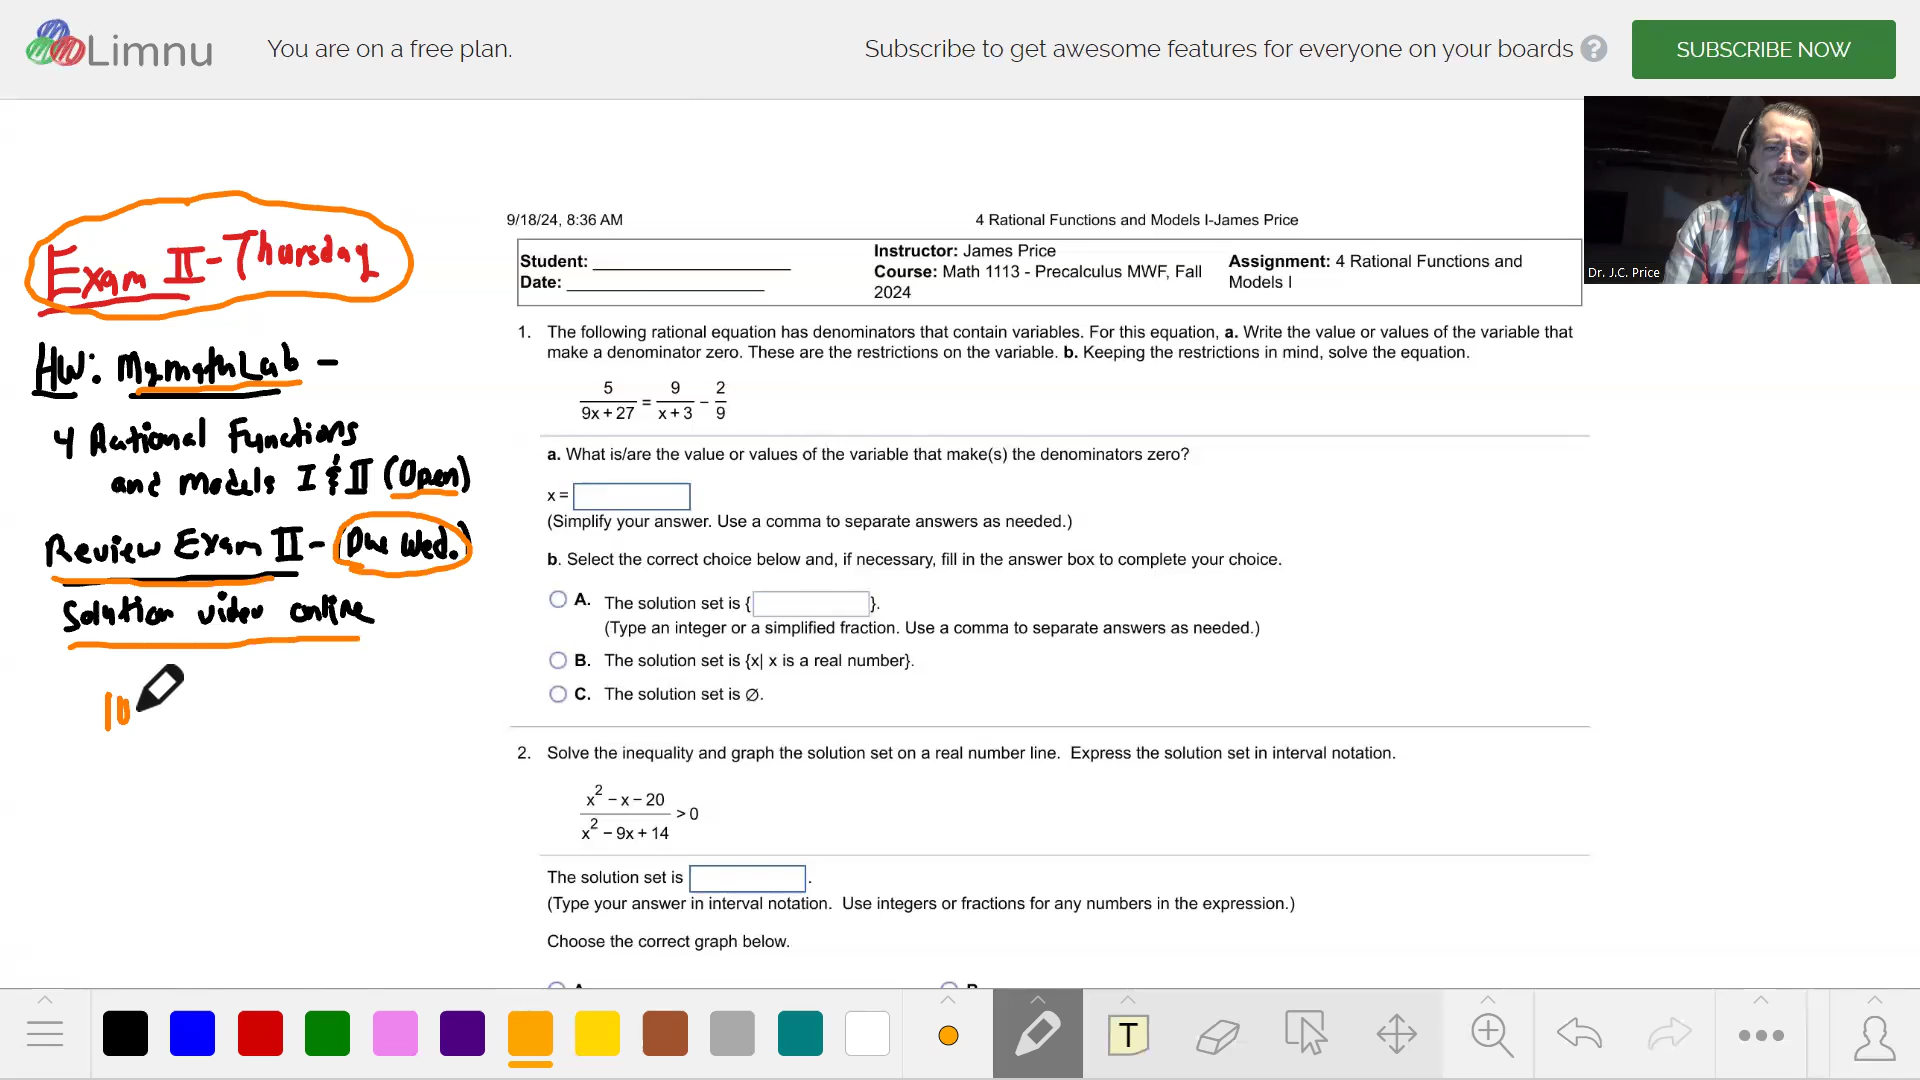 Limnu
You are on a free plan.
Subscribe to get awesome features for everyone on your boards ?
SUBSCRIBE NOW
Dr. J.C. Price
Exam II - Thursday
HW: MymathLab -
4 Rational Functions
and Models I & II (Open)
Review Exam II - (Due Wed.)
Solution video online
10
9/18/24, 8:36 AM
4 Rational Functions and Models I-James Price
Student:
Date:
Instructor: James Price
Course: Math 1113 - Precalculus MWF, Fall
2024
Assignment: 4 Rational Functions and
Models I
1. The following rational equation has denominators that contain variables. For this equation, a. Write the value or values of the variable that
make a denominator zero. These are the restrictions on the variable. b. Keeping the restrictions in mind, solve the equation.
5/(9x + 27) = 9/(x + 3) − 2/9
a. What is/are the value or values of the variable that make(s) the denominators zero?
x =
(Simplify your answer. Use a comma to separate answers as needed.)
b. Select the correct choice below and, if necessary, fill in the answer box to complete your choice.
A. The solution set is { }.
(Type an integer or a simplified fraction. Use a comma to separate answers as needed.)
B. The solution set is {x| x is a real number}.
C. The solution set is ∅.
2. Solve the inequality and graph the solution set on a real number line. Express the solution set in interval notation.
(x² − x − 20)/(x² − 9x + 14) > 0
The solution set is .
(Type your answer in interval notation. Use integers or fractions for any numbers in the expression.)
Choose the correct graph below.
T